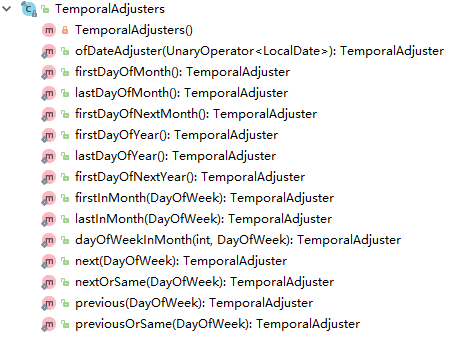 TemporalAdjusters
TemporalAdjusters()
ofDateAdjuster(UnaryOperator<LocalDate>): TemporalAdjuster
firstDayOfMonth(): TemporalAdjuster
lastDayOfMonth(): TemporalAdjuster
firstDayOfNextMonth(): TemporalAdjuster
firstDayOfYear(): TemporalAdjuster
lastDayOfYear(): TemporalAdjuster
firstDayOfNextYear(): TemporalAdjuster
firstInMonth(DayOfWeek): TemporalAdjuster
lastInMonth(DayOfWeek): TemporalAdjuster
dayOfWeekInMonth(int, DayOfWeek): TemporalAdjuster
next(DayOfWeek): TemporalAdjuster
nextOrSame(DayOfWeek): TemporalAdjuster
previous(DayOfWeek): TemporalAdjuster
previousOrSame(DayOfWeek): TemporalAdjuster